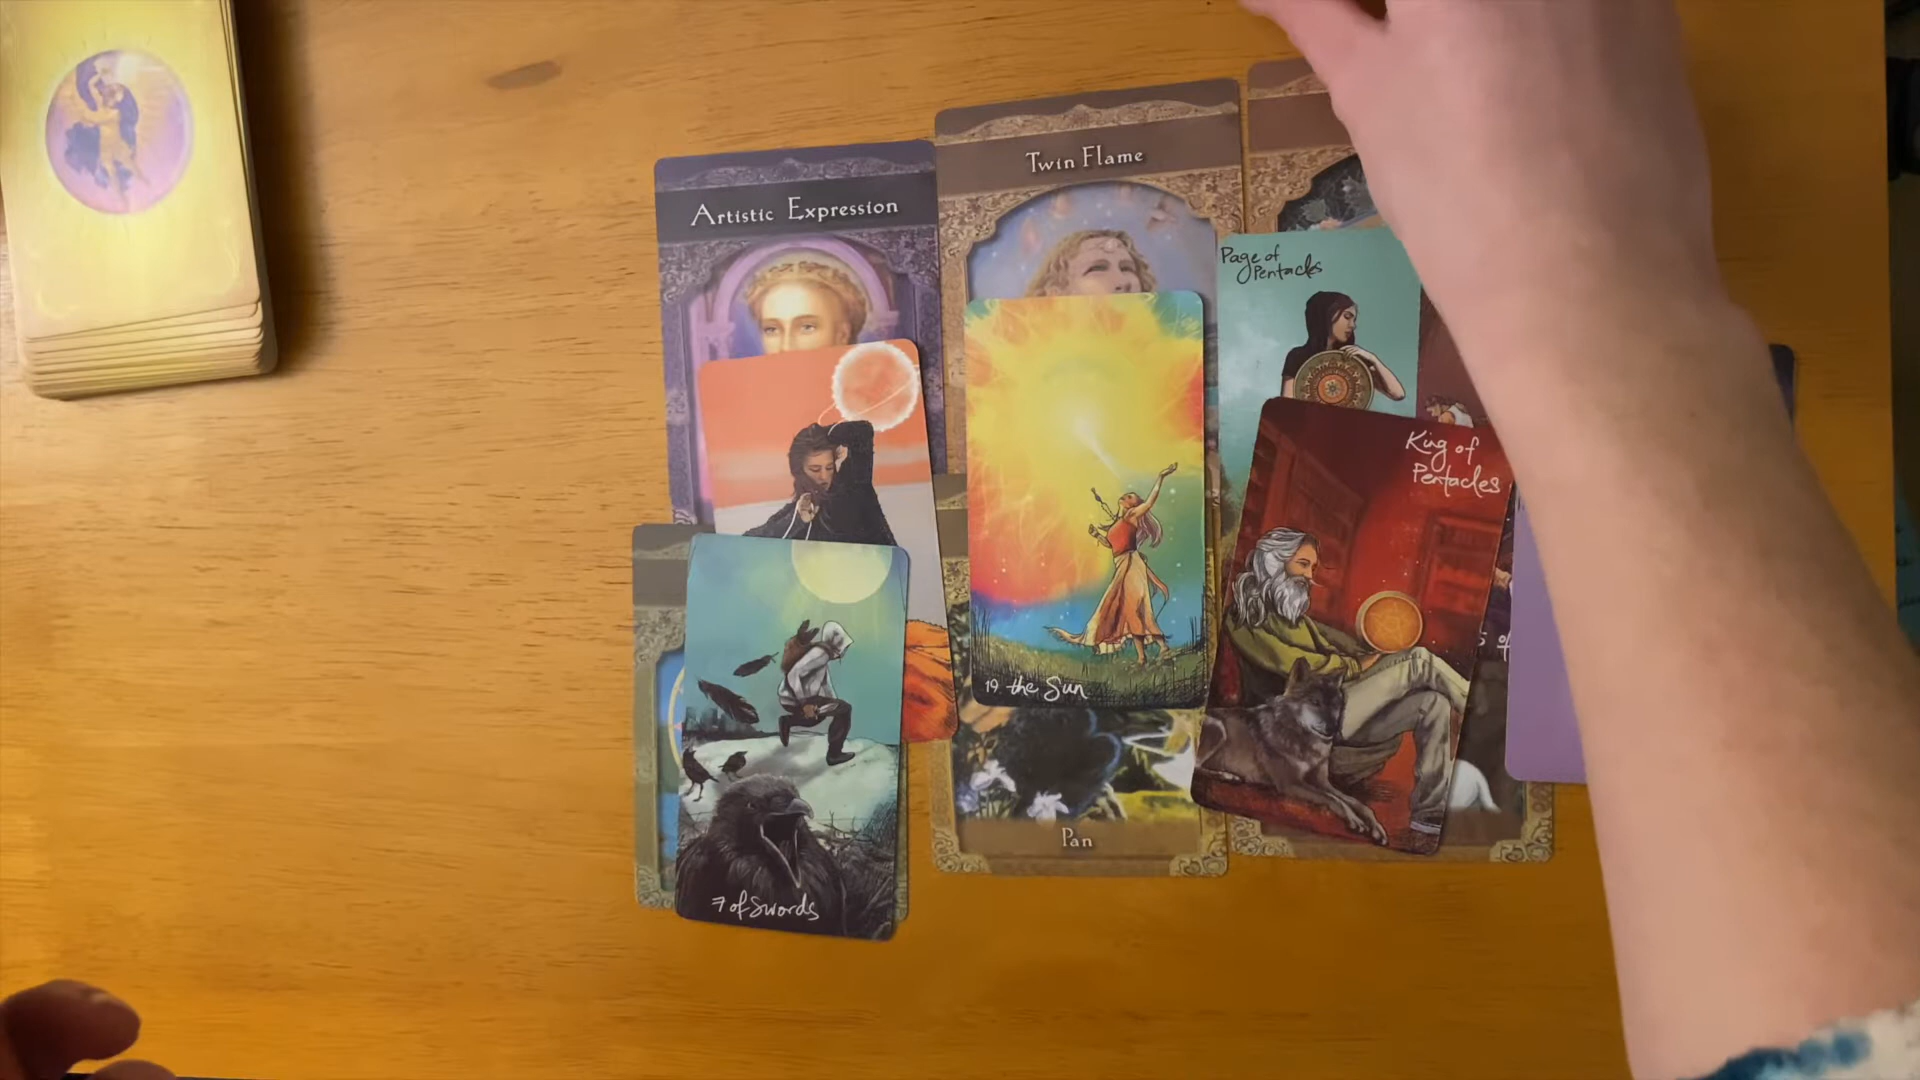 Artistic Expression
Twin Flame
Page of
Pentacles
King of
Pentacles
19 the Sun
Pan
7 of Swords